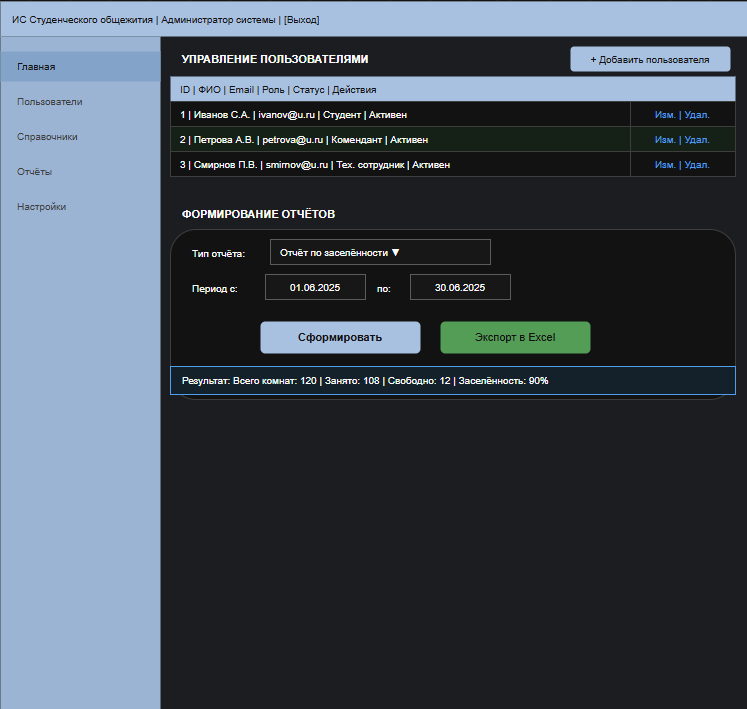 ИС Студенческого общежития | Администратор системы | [Выход]
Главная
Пользователи
Справочники
Отчёты
Настройки
УПРАВЛЕНИЕ ПОЛЬЗОВАТЕЛЯМИ
+ Добавить пользователя
ID | ФИО | Email | Роль | Статус | Действия
1 | Иванов С.А. | ivanov@u.ru | Студент | Активен Изм. | Удал.
2 | Петрова А.В. | petrova@u.ru | Комендант | Активен Изм. | Удал.
3 | Смирнов П.В. | smirnov@u.ru | Тех. сотрудник | Активен Изм. | Удал.
ФОРМИРОВАНИЕ ОТЧЁТОВ
Тип отчёта: Отчёт по заселённости ▼
Период с: 01.06.2025 по: 30.06.2025
Сформировать Экспорт в Excel
Результат: Всего комнат: 120 | Занято: 108 | Свободно: 12 | Заселённость: 90%